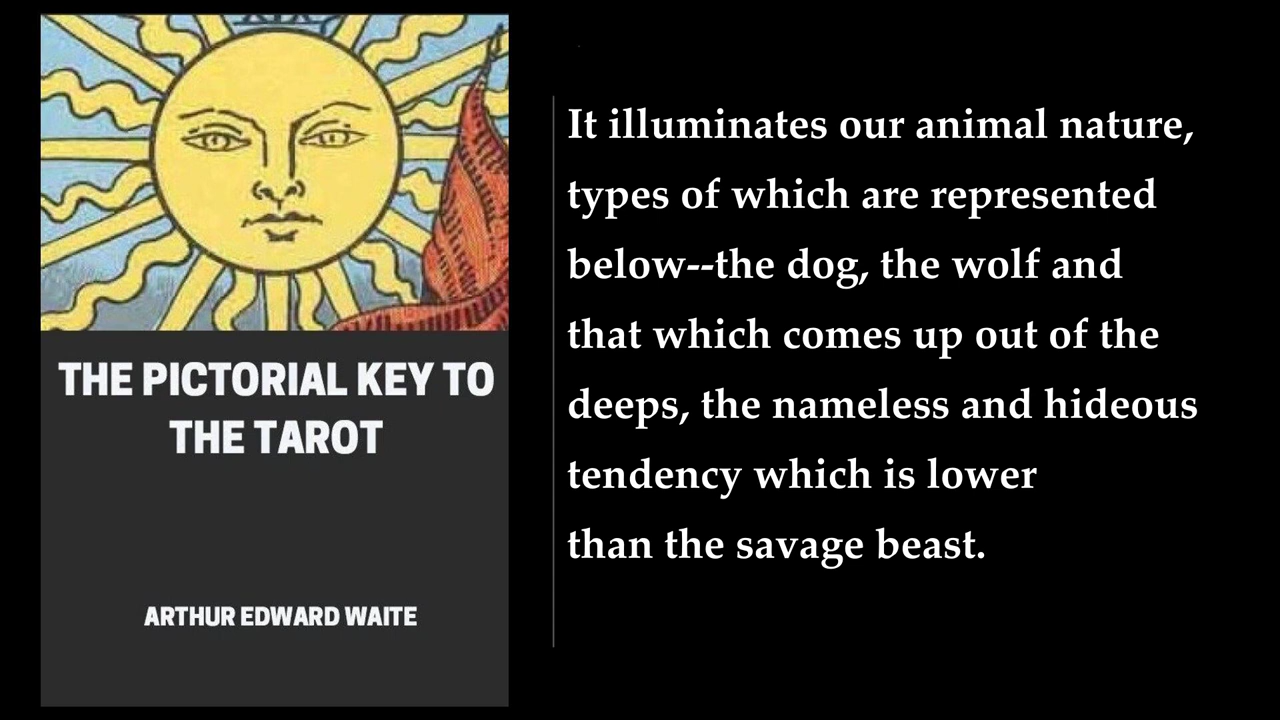 XIX
THE PICTORIAL KEY TO
THE TAROT
ARTHUR EDWARD WAITE
It illuminates our animal nature,
types of which are represented
below--the dog, the wolf and
that which comes up out of the
deeps, the nameless and hideous
tendency which is lower
than the savage beast.